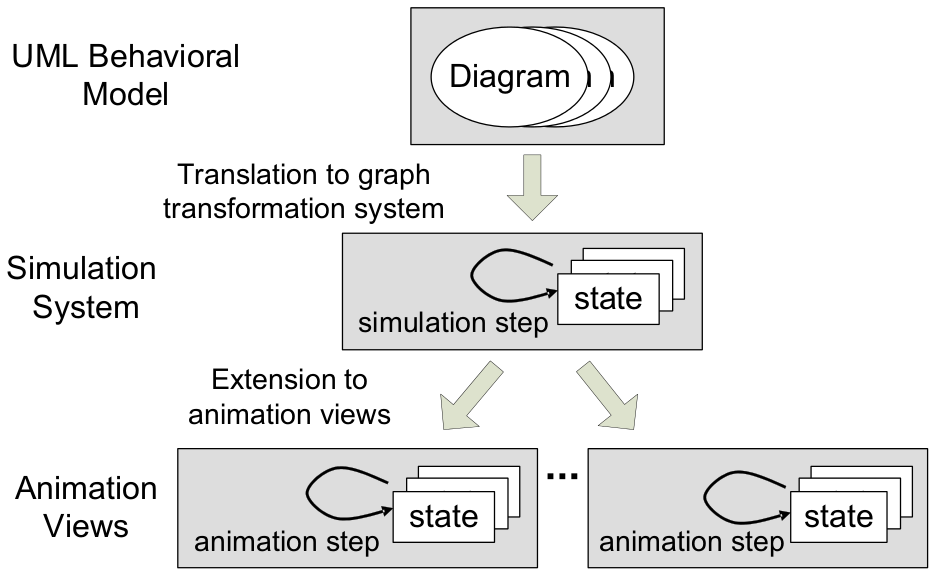 UML Behavioral
Model
Diagram
Translation to graph
transformation system
Simulation
System
state
simulation step
Extension to
animation views
Animation
Views
state
animation step
...
state
animation step